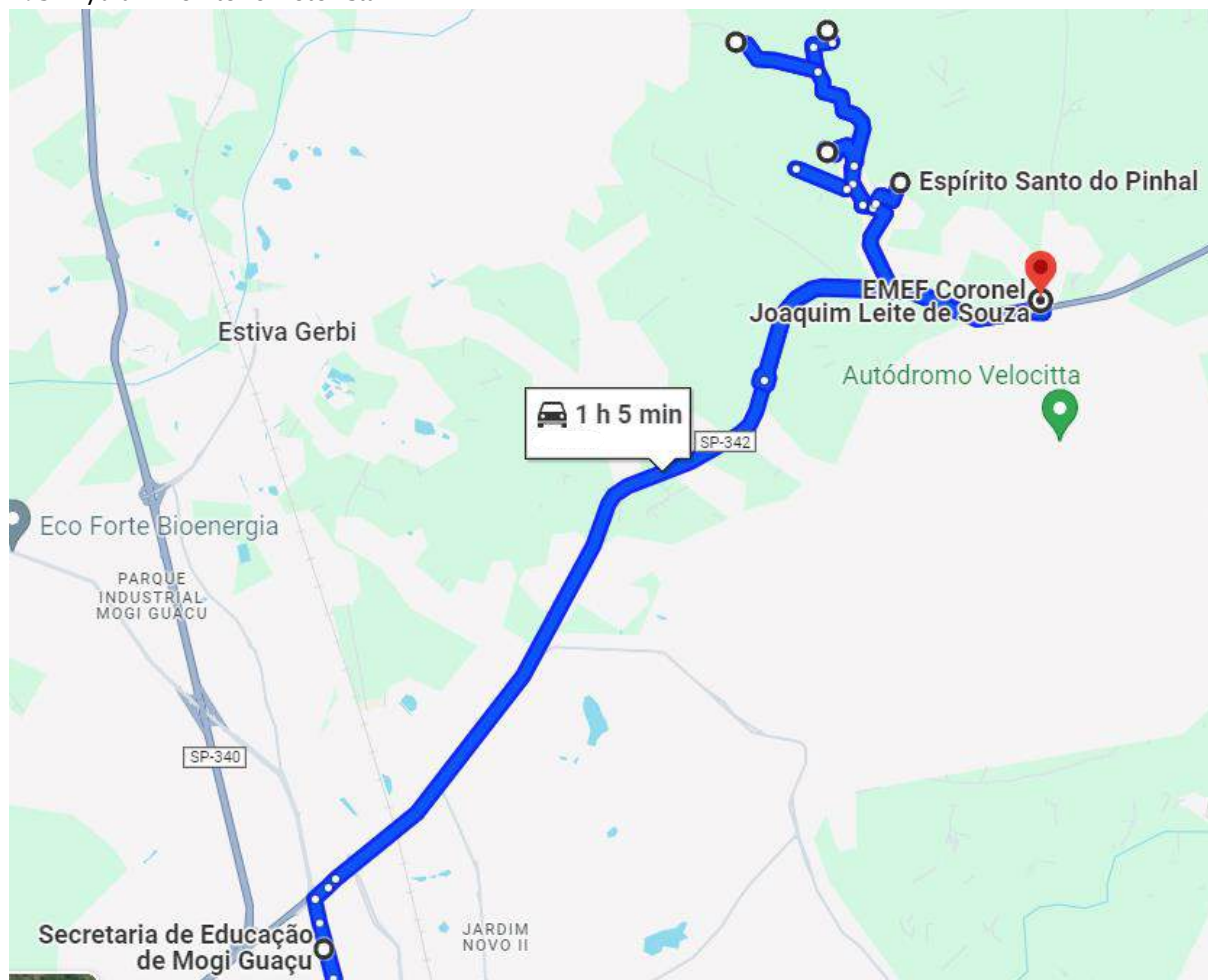 Espírito Santo do Pinhal
EMEF Coronel
Joaquim Leite de Souza
Estiva Gerbi
Autódromo Velocitta
1 h 5 min
SP-342
Eco Forte Bioenergia
PARQUE
INDUSTRIAL
MOGI GUAÇU
SP-340
Secretaria de Educação
de Mogi Guaçu
JARDIM
NOVO II